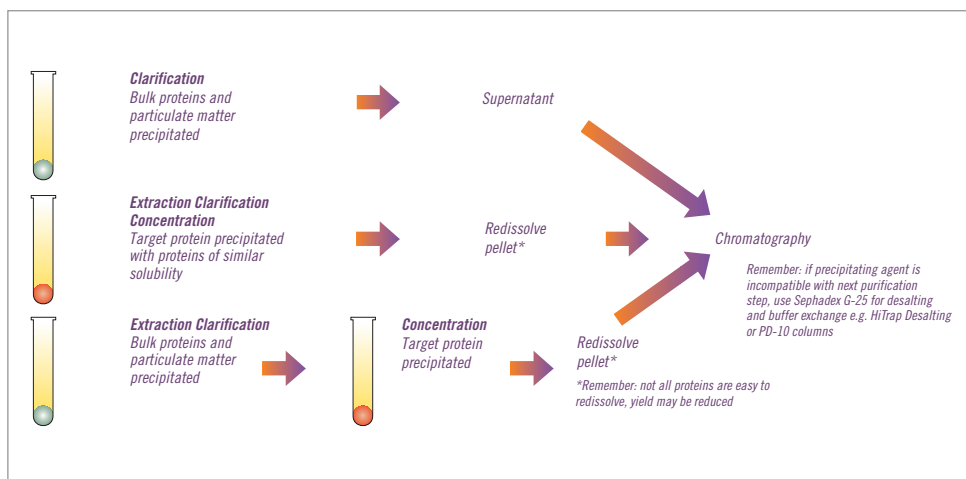 Clarification
Bulk proteins and
particulate matter
precipitated
Supernatant
Extraction Clarification
Concentration
Target protein precipitated
with proteins of similar
solubility
Redissolve
pellet*
Chromatography
Remember: if precipitating agent is
incompatible with next purification
step, use Sephadex G-25 for desalting
and buffer exchange e.g. HiTrap Desalting
or PD-10 columns
Extraction Clarification
Bulk proteins and
particulate matter
precipitated
Concentration
Target protein
precipitated
Redissolve
pellet*
*Remember: not all proteins are easy to
redissolve, yield may be reduced